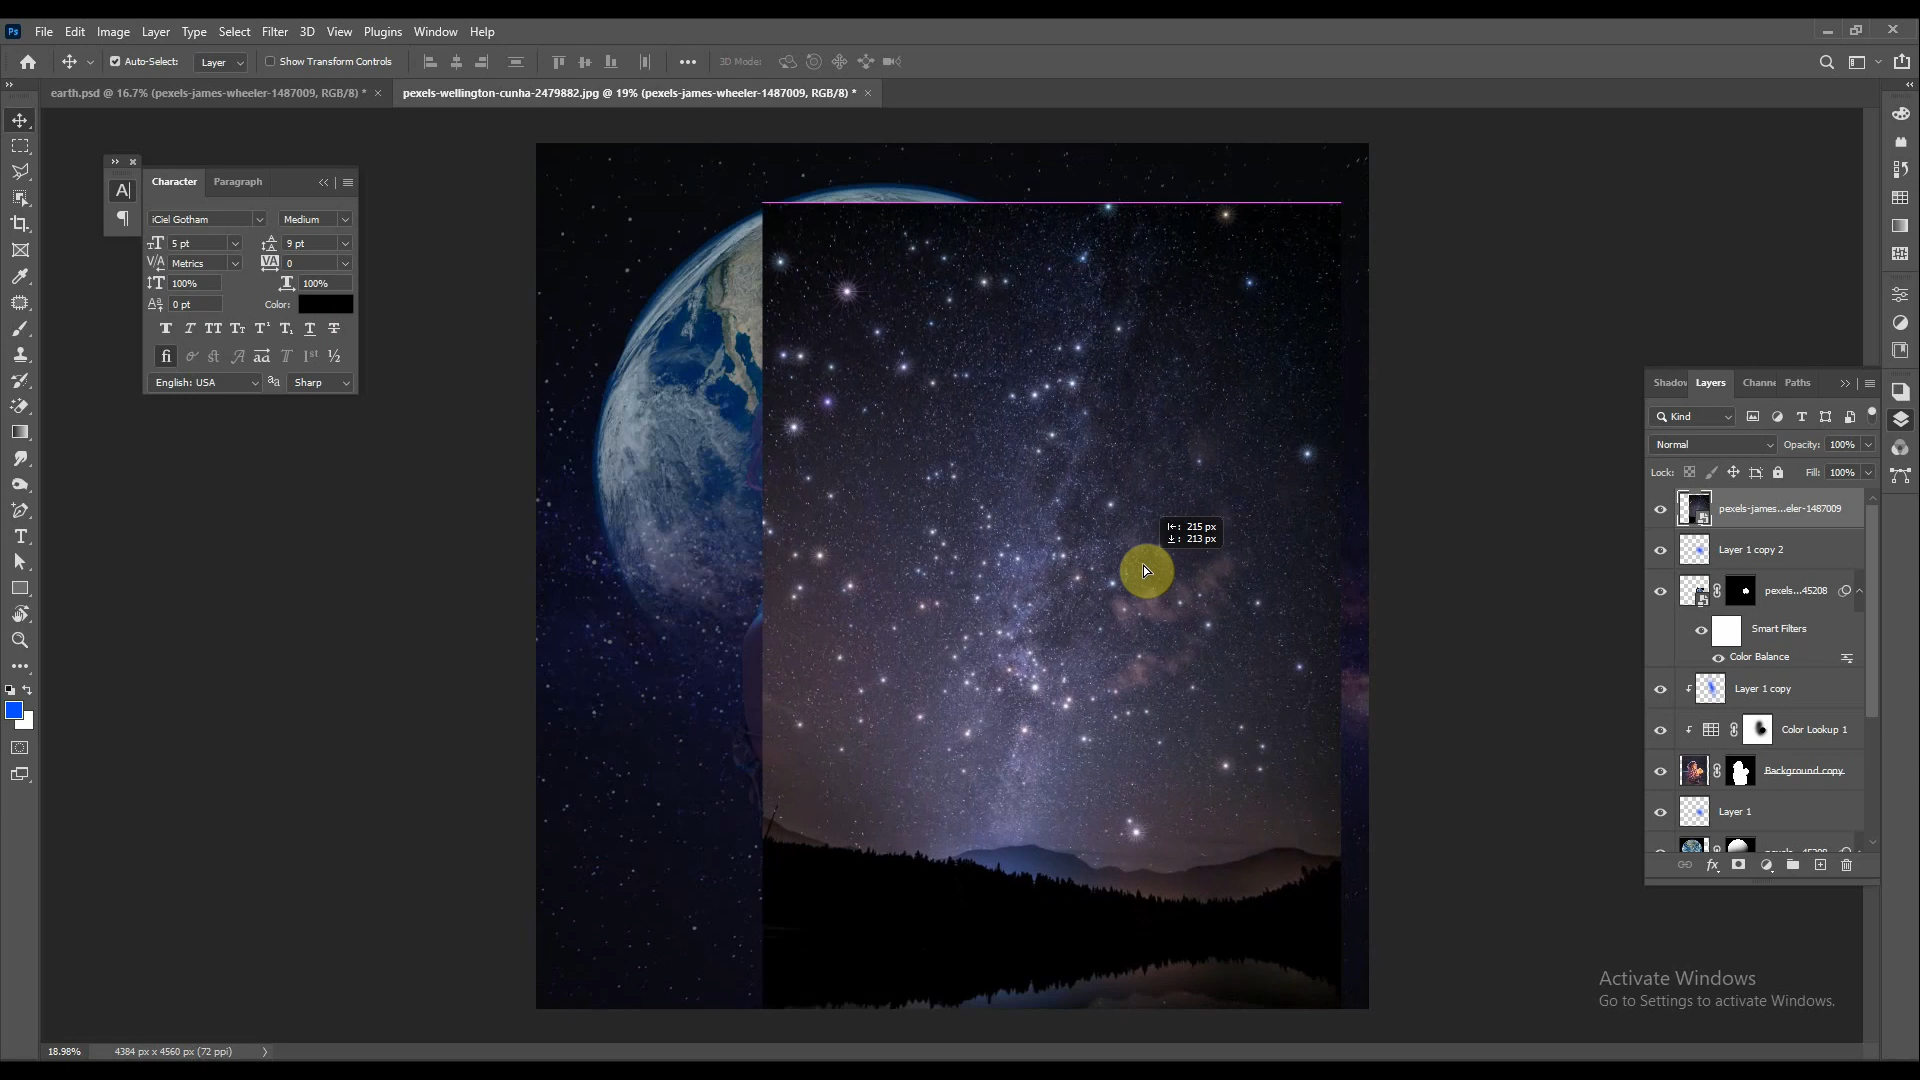 Ps File Edit Image Layer Type Select Filter 3D View Plugins Window Help
Auto-Select: Layer Show Transform Controls 3D Mode:
earth.psd @ 16.7% (pexels-james-wheeler-1487009, RGB/8) * pexels-wellington-cunha-2479882.jpg @ 19% (pexels-james-wheeler-1487009, RGB/8) *
Character Paragraph
iCiel Gotham Medium
5 pt 9 pt
Metrics 0
100% 100%
0 pt Color:
English: USA Sharp
215 px
213 px
Shadow Layers Channe Paths
Kind
Normal Opacity: 100%
Lock: Fill: 100%
pexels-james...eler-1487009
Layer 1 copy 2
pexels...45208
Smart Filters
Color Balance
Layer 1 copy
Color Lookup 1
Background copy
Layer 1
Activate Windows
Go to Settings to activate Windows.
18.98% 4384 px x 4560 px (72 ppi)